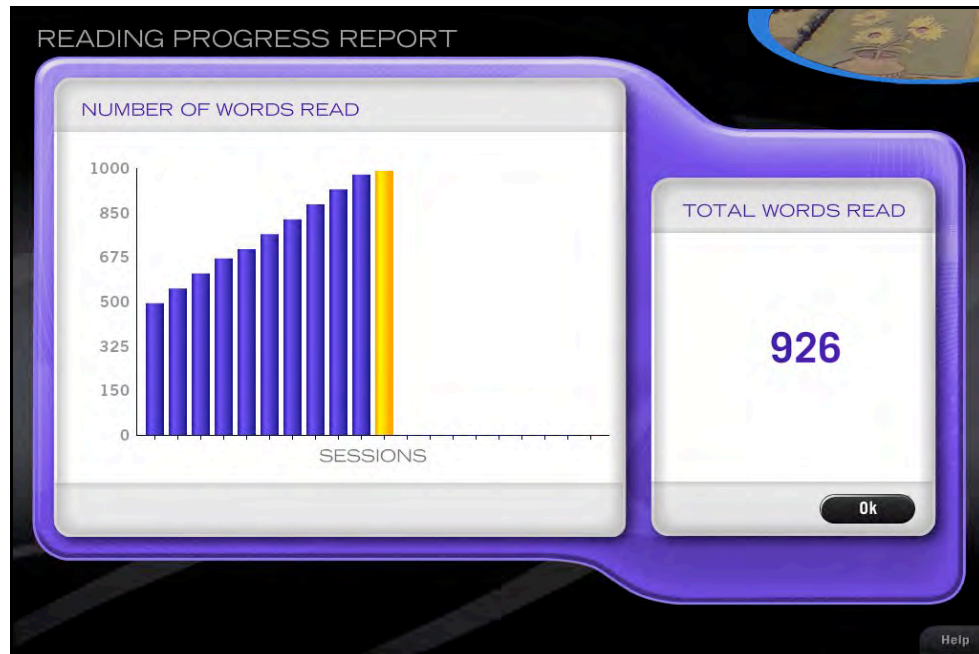 READING PROGRESS REPORT
NUMBER OF WORDS READ
1000
850
675
500
325
150
0
SESSIONS
TOTAL WORDS READ
926
Ok
Help